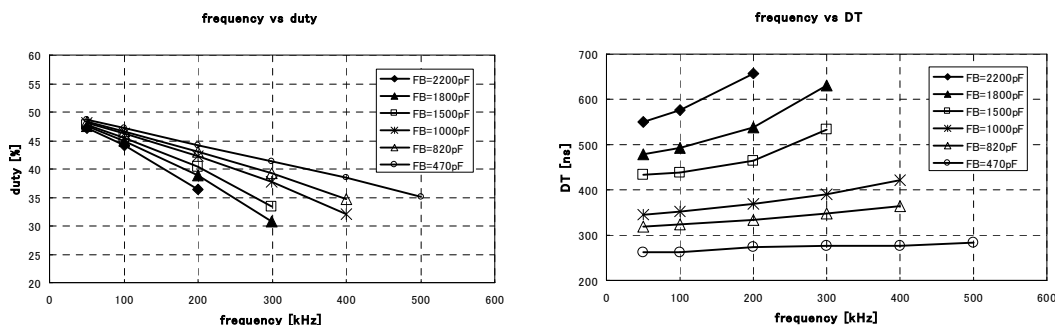 frequency vs duty
60
55
50
45
40
35
30
25
20
duty [%]
0
100
200
300
400
500
600
frequency [kHz]
FB=2200pF
FB=1800pF
FB=1500pF
FB=1000pF
FB=820pF
FB=470pF
frequency vs DT
700
600
500
400
300
200
DT [ns]
0
100
200
300
400
500
600
frequency [kHz]
FB=2200pF
FB=1800pF
FB=1500pF
FB=1000pF
FB=820pF
FB=470pF